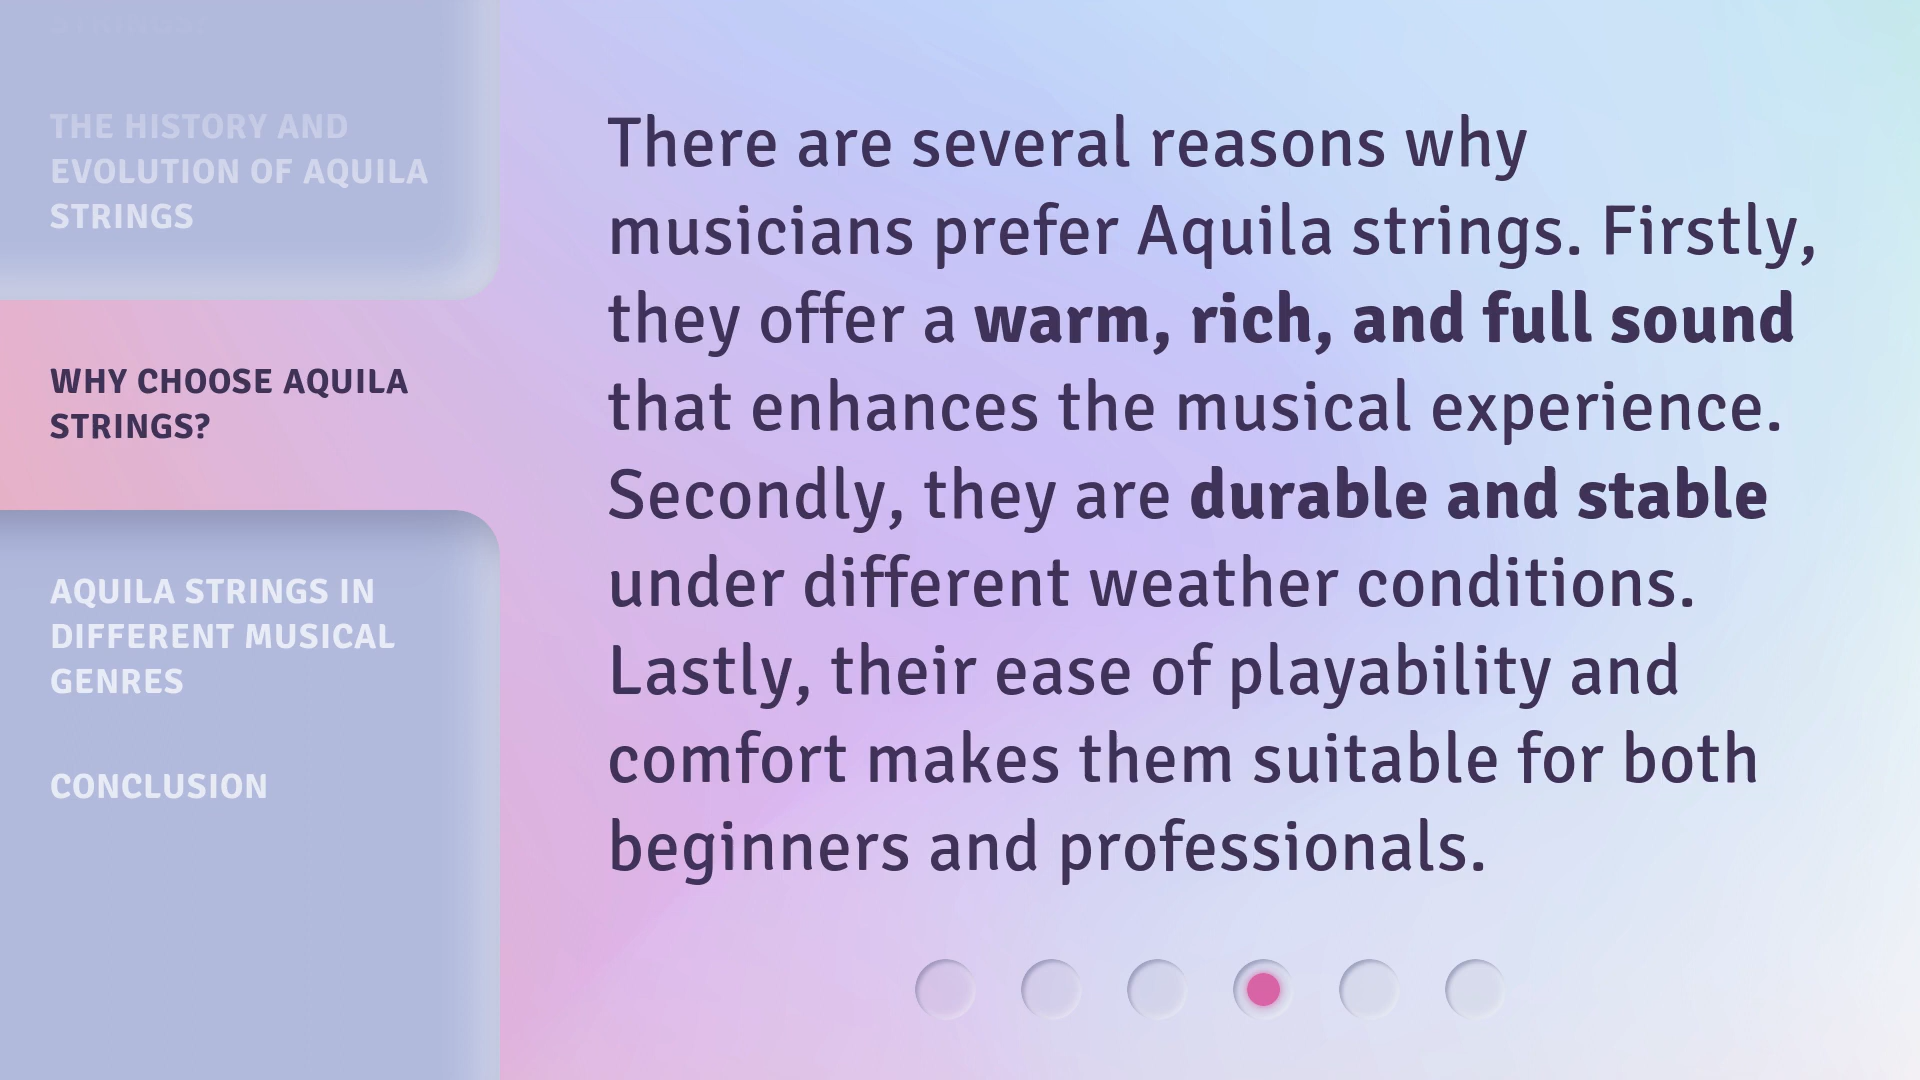 THE HISTORY AND
EVOLUTION OF AQUILA
STRINGS
WHY CHOOSE AQUILA
STRINGS?
AQUILA STRINGS IN
DIFFERENT MUSICAL
GENRES
CONCLUSION
There are several reasons why
musicians prefer Aquila strings. Firstly,
they offer a warm, rich, and full sound
that enhances the musical experience.
Secondly, they are durable and stable
under different weather conditions.
Lastly, their ease of playability and
comfort makes them suitable for both
beginners and professionals.